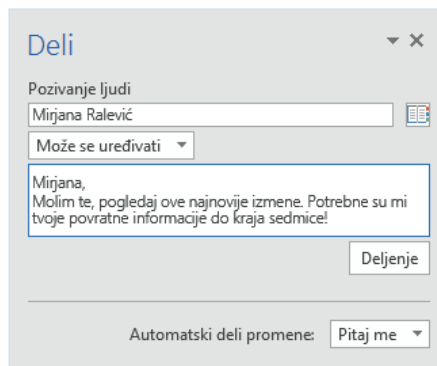 Deli
Pozivanje ljudi
Mirjana Ralević
Može se uređivati
Mirjana,
Molim te, pogledaj ove najnovije izmene. Potrebne su mi
tvoje povratne informacije do kraja sedmice!
Deljenje
Automatski deli promene: Pitaj me